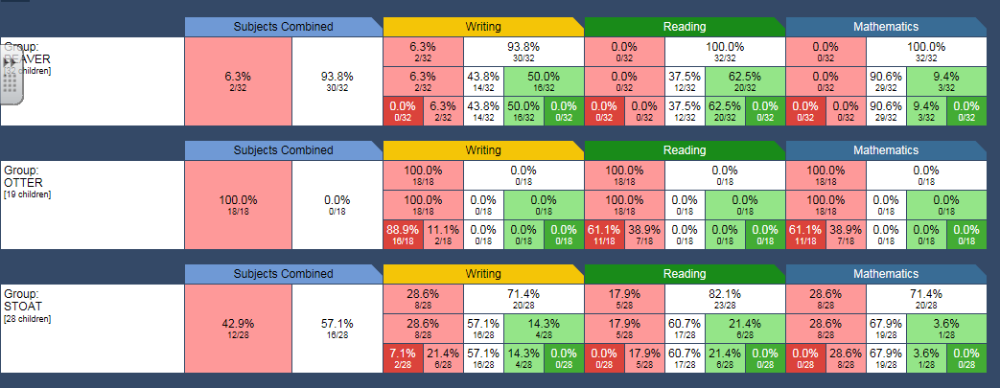 Subjects Combined Writing Reading Mathematics
Group: 6.3% 93.8% 0.0% 100.0% 0.0% 100.0%
2/32 30/32 0/32 32/32 0/32 32/32
BEAVER
[32 children]
6.3% 93.8% 6.3% 43.8% 50.0% 0.0% 37.5% 62.5% 0.0% 90.6% 9.4%
2/32 30/32 2/32 14/32 16/32 0/32 12/32 20/32 0/32 29/32 3/32
0.0% 6.3% 43.8% 50.0% 0.0% 0.0% 0.0% 37.5% 62.5% 0.0% 0.0% 0.0% 90.6% 9.4% 0.0%
0/32 2/32 14/32 16/32 0/32 0/32 0/32 12/32 20/32 0/32 0/32 0/32 29/32 3/32 0/32
Subjects Combined Writing Reading Mathematics
Group: 100.0% 0.0% 100.0% 0.0% 100.0% 0.0%
18/18 0/18 18/18 0/18 18/18 0/18
OTTER
[19 children]
100.0% 0.0% 100.0% 0.0% 0.0% 100.0% 0.0% 0.0% 100.0% 0.0% 0.0%
18/18 0/18 18/18 0/18 0/18 18/18 0/18 0/18 18/18 0/18 0/18
88.9% 11.1% 0.0% 0.0% 0.0% 61.1% 38.9% 0.0% 0.0% 0.0% 61.1% 38.9% 0.0% 0.0% 0.0%
16/18 2/18 0/18 0/18 0/18 11/18 7/18 0/18 0/18 0/18 11/18 7/18 0/18 0/18 0/18
Subjects Combined Writing Reading Mathematics
Group: 28.6% 71.4% 17.9% 82.1% 28.6% 71.4%
8/28 20/28 5/28 23/28 8/28 20/28
STOAT
[28 children]
42.9% 57.1% 28.6% 57.1% 14.3% 17.9% 60.7% 21.4% 28.6% 67.9% 3.6%
12/28 16/28 8/28 16/28 4/28 5/28 17/28 6/28 8/28 19/28 1/28
7.1% 21.4% 57.1% 14.3% 0.0% 0.0% 17.9% 60.7% 21.4% 0.0% 0.0% 28.6% 67.9% 3.6% 0.0%
2/28 6/28 16/28 4/28 0/28 0/28 5/28 17/28 6/28 0/28 0/28 8/28 19/28 1/28 0/28